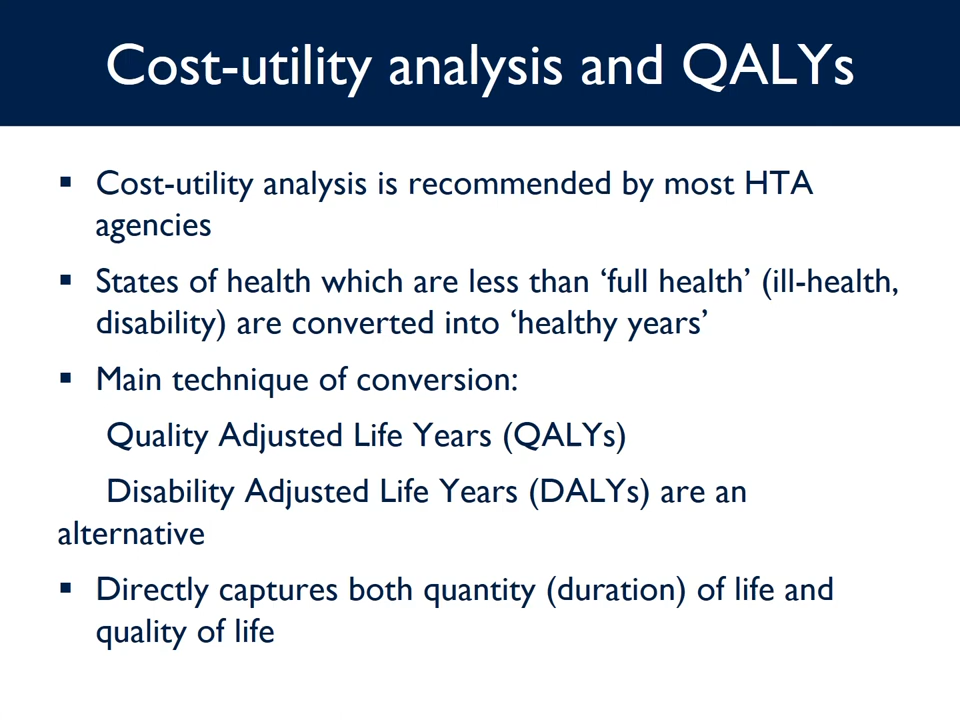 Cost-utility analysis and QALYs
▪ Cost-utility analysis is recommended by most HTA
agencies
▪ States of health which are less than ‘full health’ (ill-health,
disability) are converted into ‘healthy years’
▪ Main technique of conversion:
Quality Adjusted Life Years (QALYs)
Disability Adjusted Life Years (DALYs) are an
alternative
▪ Directly captures both quantity (duration) of life and
quality of life